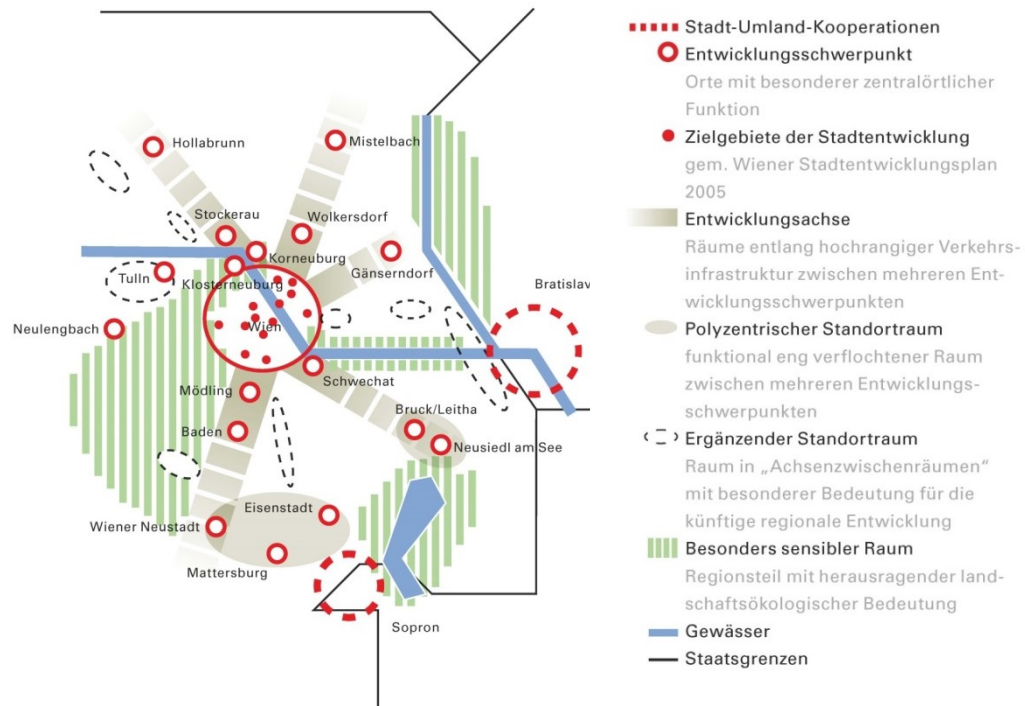 Hollabrunn
Mistelbach
Stockerau
Wolkersdorf
Korneuburg
Gänserndorf
Tulln
Klosterneuburg
Bratislav
Neulengbach
Wien
Schwechat
Mödling
Bruck/Leitha
Baden
Neusiedl am See
Eisenstadt
Wiener Neustadt
Mattersburg
Sopron
Stadt-Umland-Kooperationen
Entwicklungsschwerpunkt
Orte mit besonderer zentralörtlicher
Funktion
Zielgebiete der Stadtentwicklung
gem. Wiener Stadtentwicklungsplan
2005
Entwicklungsachse
Räume entlang hochrangiger Verkehrs-
infrastruktur zwischen mehreren Ent-
wicklungsschwerpunkten
Polyzentrischer Standortraum
funktional eng verflochtener Raum
zwischen mehreren Entwicklungs-
schwerpunkten
Ergänzender Standortraum
Raum in „Achsenzwischenräumen“
mit besonderer Bedeutung für die
künftige regionale Entwicklung
Besonders sensibler Raum
Regionsteil mit herausragender land-
schaftsökologischer Bedeutung
Gewässer
Staatsgrenzen